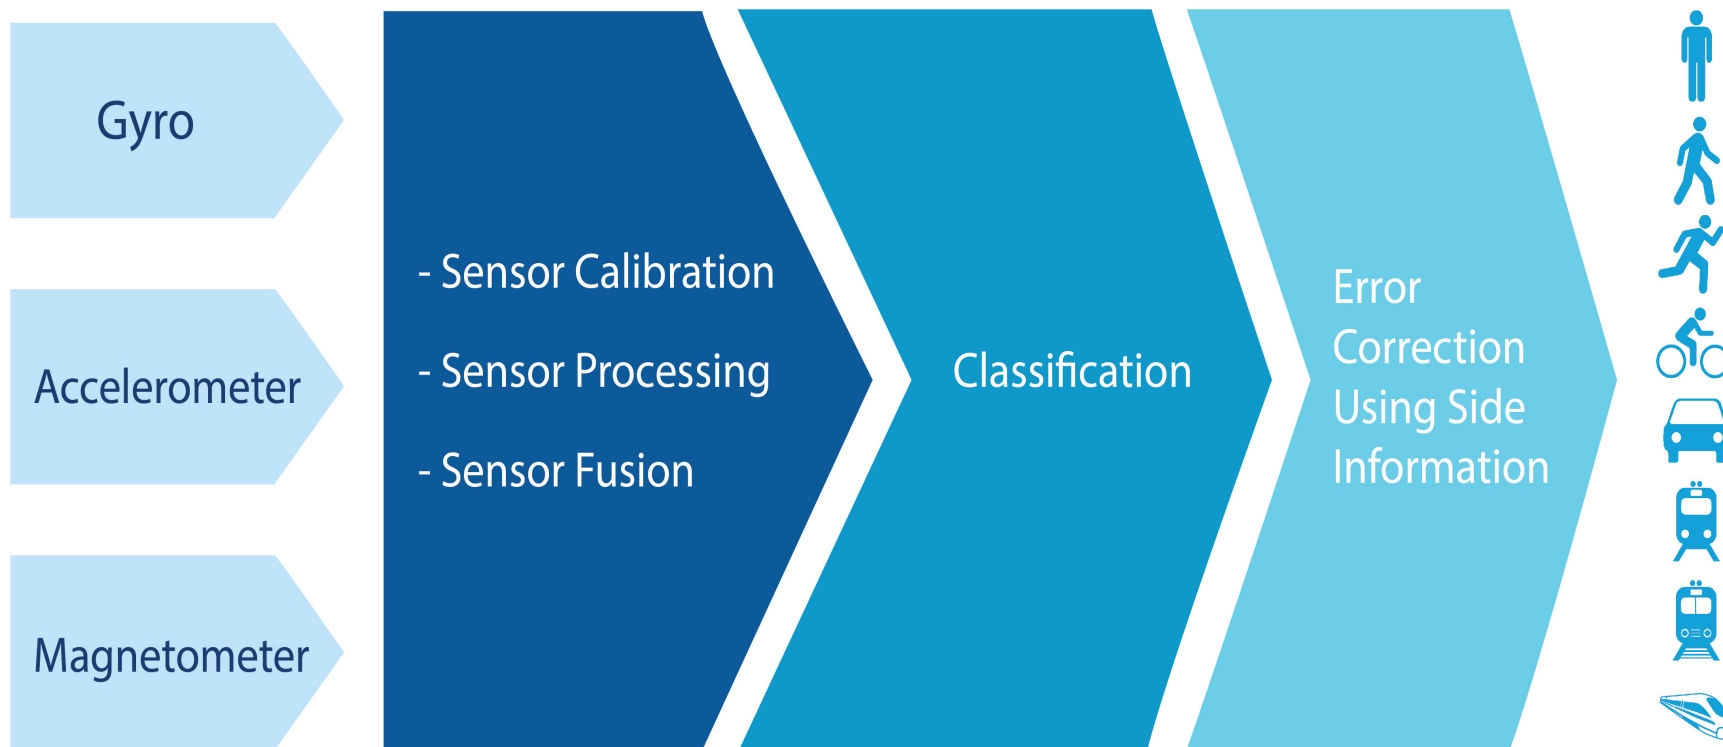 Gyro
Accelerometer
Magnetometer
- Sensor Calibration
- Sensor Processing
- Sensor Fusion
Classification
Error
Correction
Using Side
Information